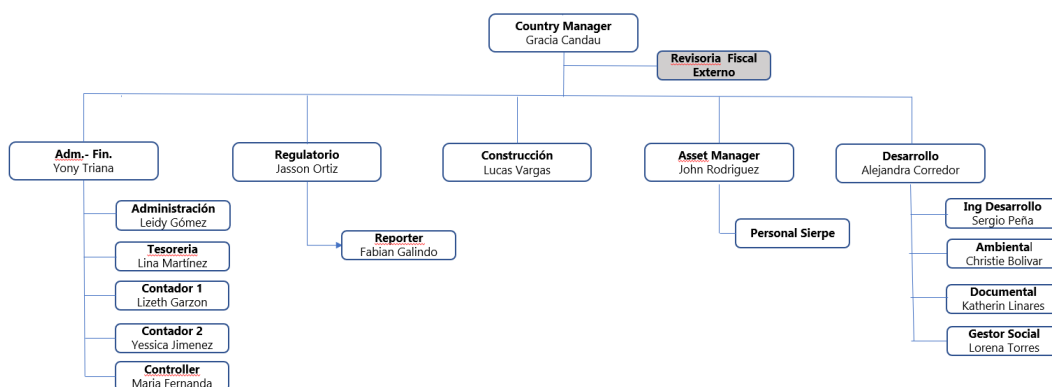 Country Manager
Gracia Candau
Revisoria Fiscal
Externo
Adm.- Fin.
Yony Triana
Regulatorio
Jasson Ortiz
Construcción
Lucas Vargas
Asset Manager
John Rodriguez
Desarrollo
Alejandra Corredor
Administración
Leidy Gómez
Tesoreria
Lina Martínez
Contador 1
Lizeth Garzon
Contador 2
Yessica Jimenez
Controller
Maria Fernanda
Reporter
Fabian Galindo
Personal Sierpe
Ing Desarrollo
Sergio Peña
Ambiental
Christie Bolivar
Documental
Katherin Linares
Gestor Social
Lorena Torres